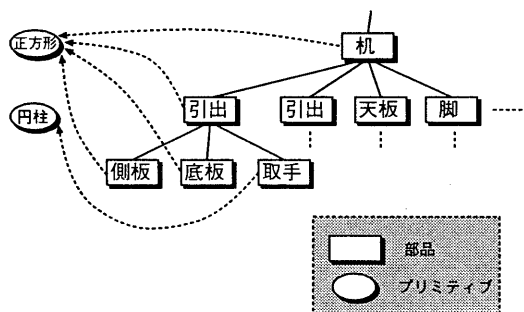 正方形
机
円柱
引出
引出
天板
脚
側板
底板
取手
部品
プリミティブ